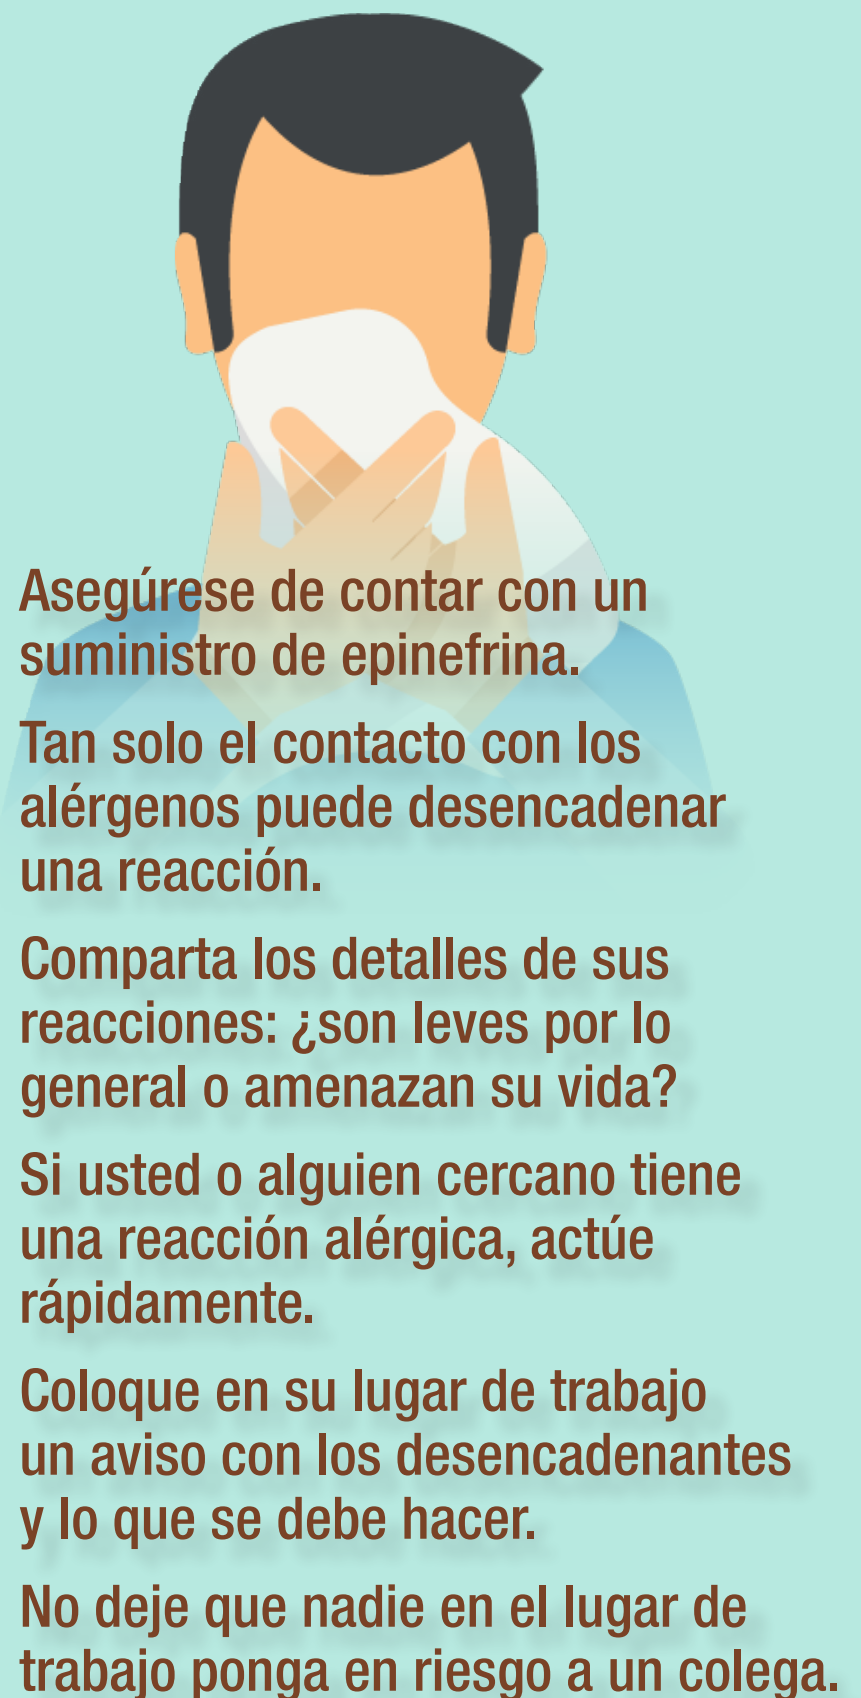 Asegúrese de contar con un
suministro de epinefrina.
Tan solo el contacto con los
alérgenos puede desencadenar
una reacción.
Comparta los detalles de sus
reacciones: ¿son leves por lo
general o amenazan su vida?
Si usted o alguien cercano tiene
una reacción alérgica, actúe
rápidamente.
Coloque en su lugar de trabajo
un aviso con los desencadenantes
y lo que se debe hacer.
No deje que nadie en el lugar de
trabajo ponga en riesgo a un colega.